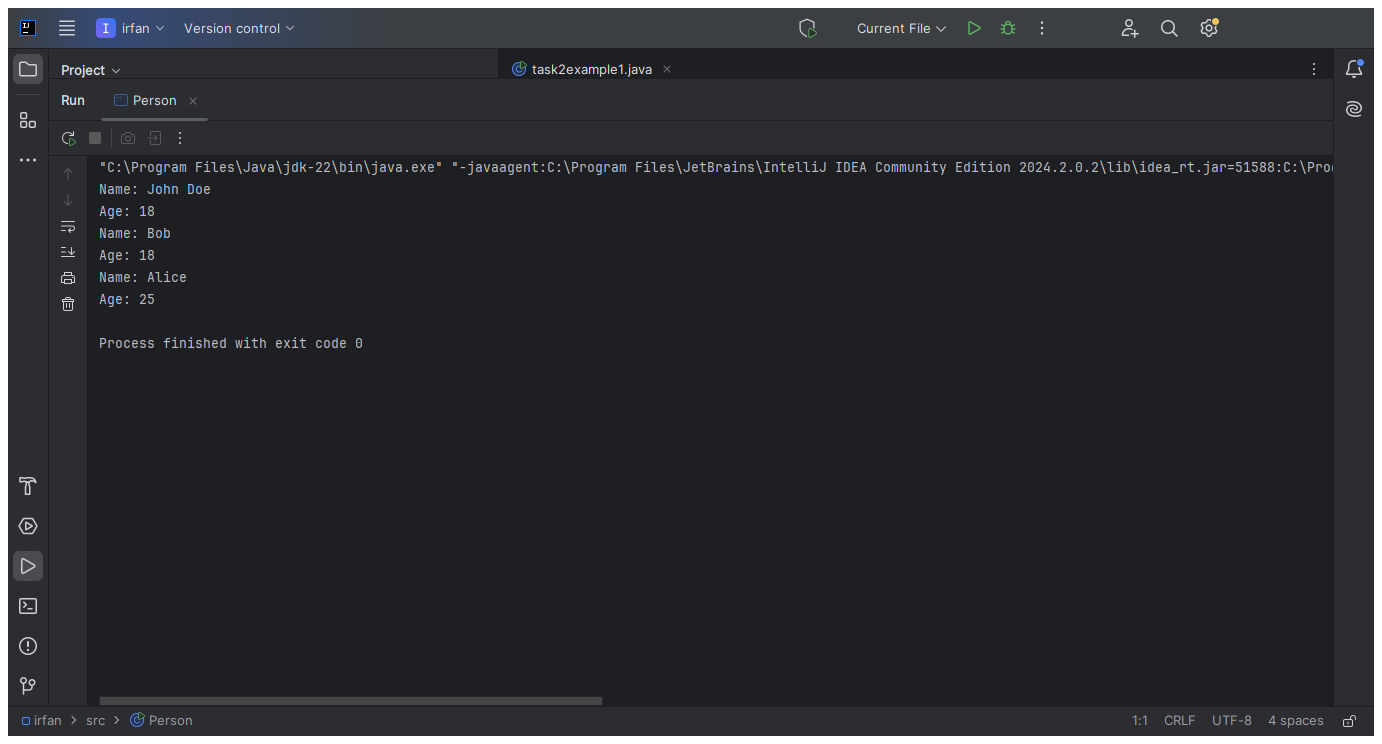 irfan Version control Current File
Project task2example1.java
Run Person
"C:\Program Files\Java\jdk-22\bin\java.exe" "-javaagent:C:\Program Files\JetBrains\IntelliJ IDEA Community Edition 2024.2.0.2\lib\idea_rt.jar=51588:C:\Pro
Name: John Doe
Age: 18
Name: Bob
Age: 18
Name: Alice
Age: 25
Process finished with exit code 0
irfan > src > Person 1:1 CRLF UTF-8 4 spaces